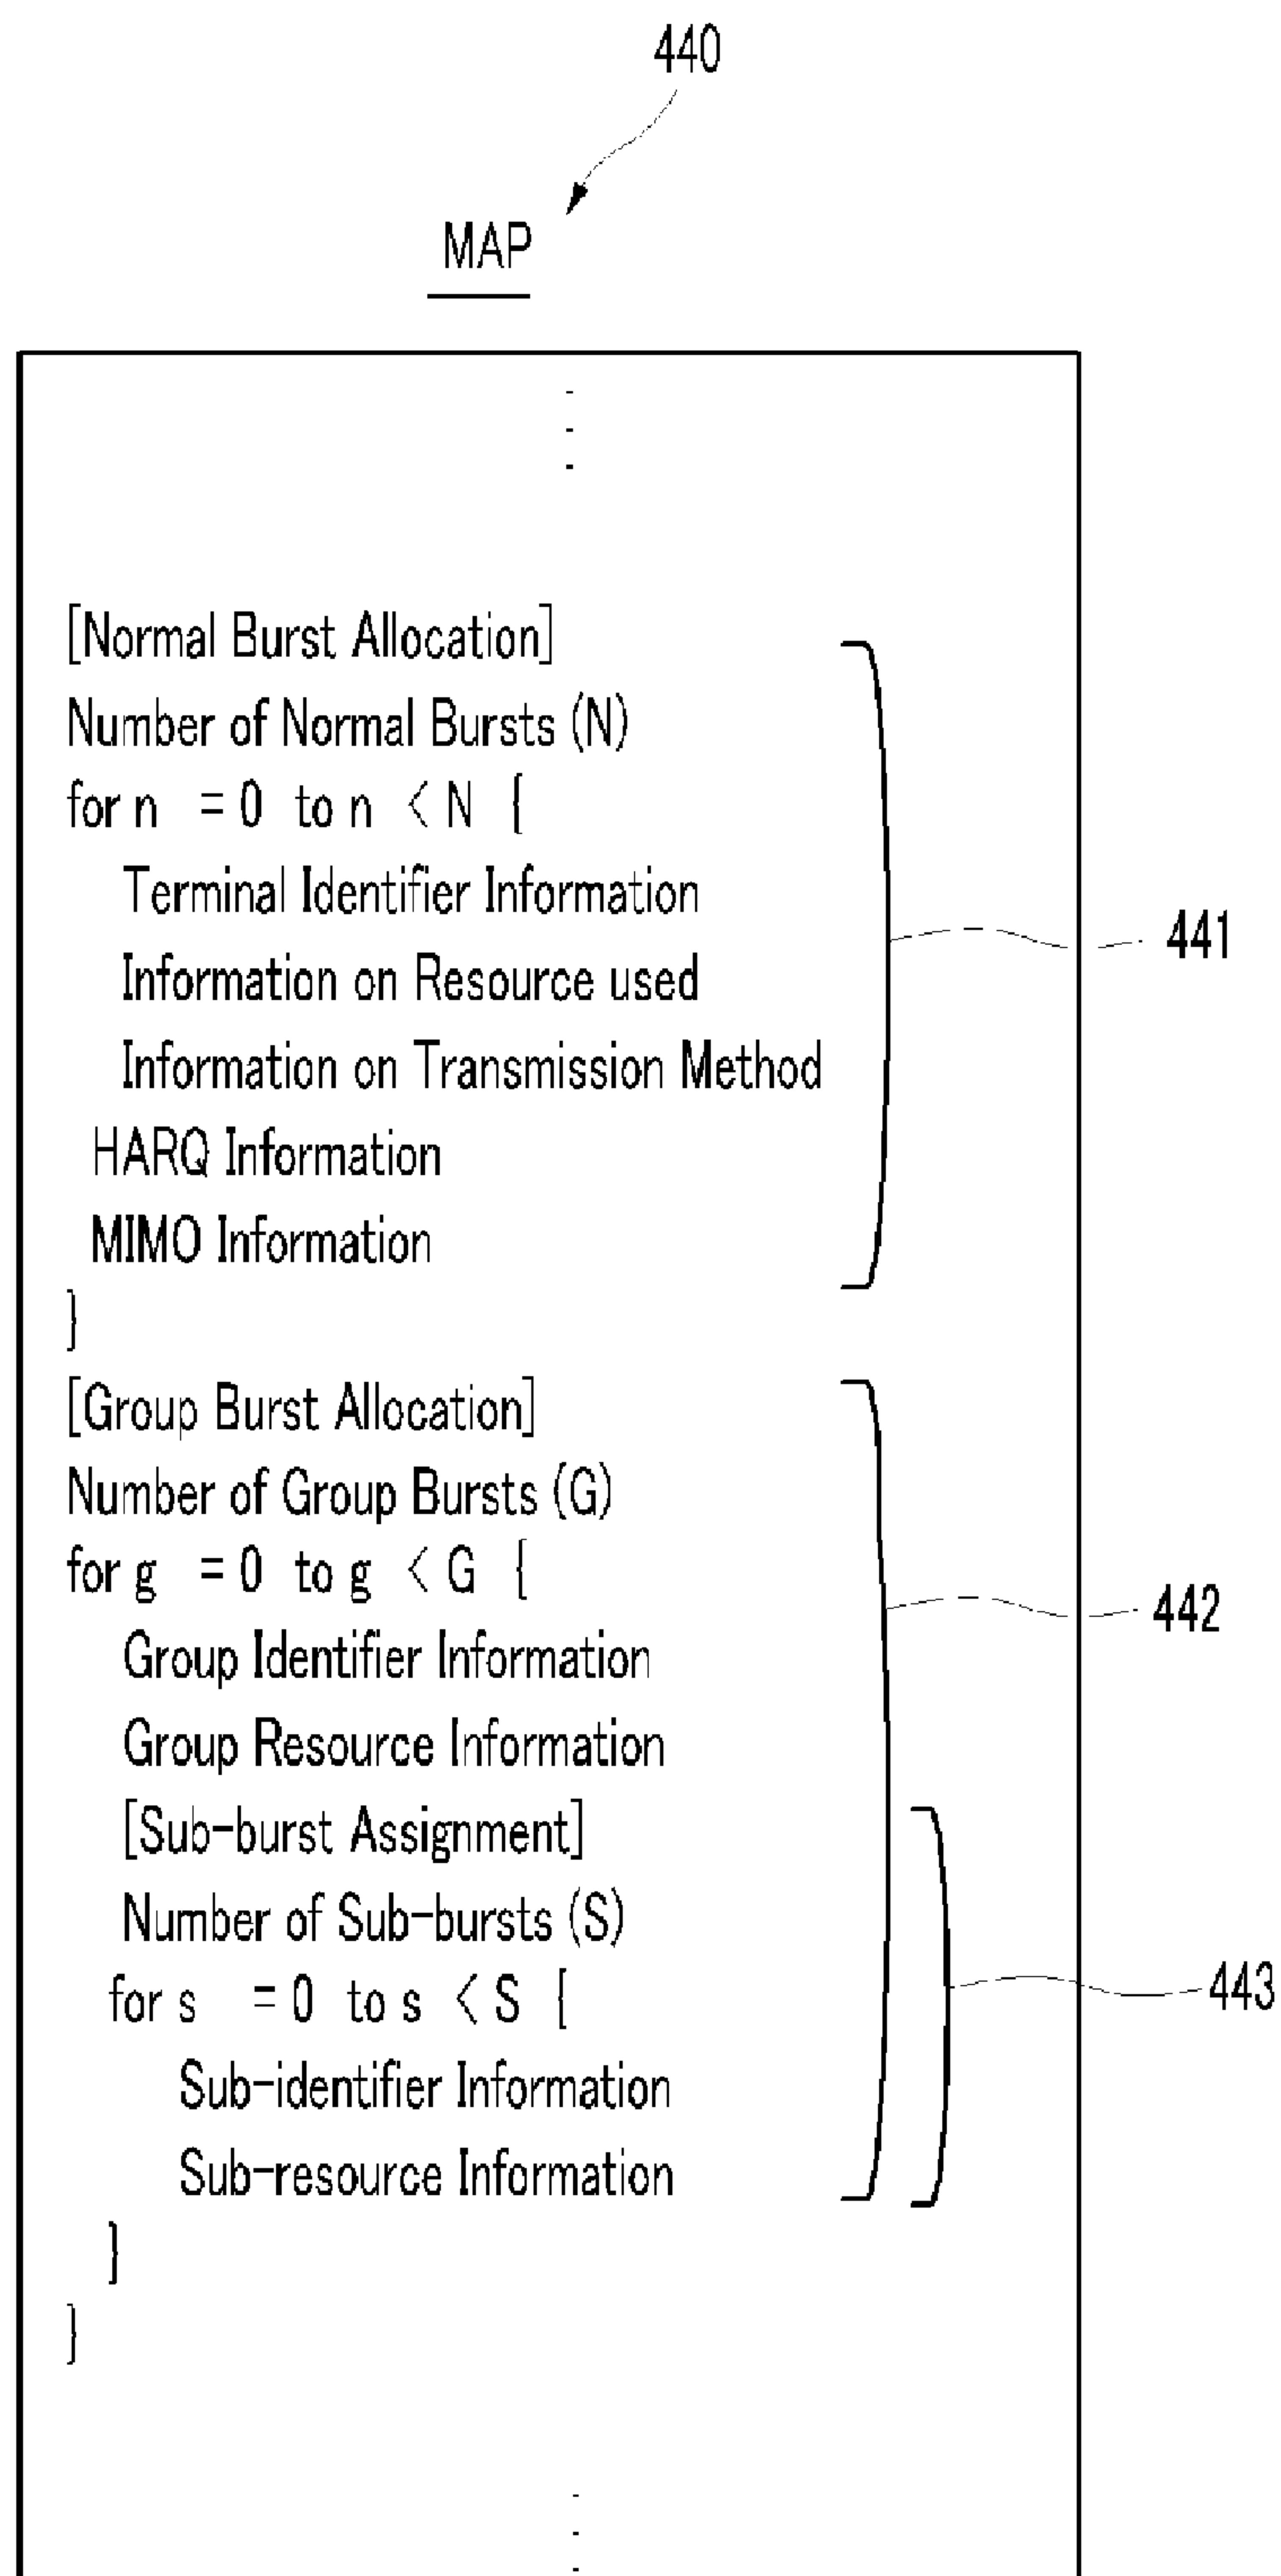 440
MAP
[Normal Burst Allocation]
Number of Normal Bursts (N)
for n = 0 to n < N {
Terminal Identifier Information
Information on Resource used
Information on Transmission Method
HARQ Information
MIMO Information
}
441
[Group Burst Allocation]
Number of Group Bursts (G)
for g = 0 to g < G {
Group Identifier Information
Group Resource Information
442
[Sub-burst Assignment]
Number of Sub-bursts (S)
for s = 0 to s < S {
Sub-identifier Information
Sub-resource Information
443
}
}